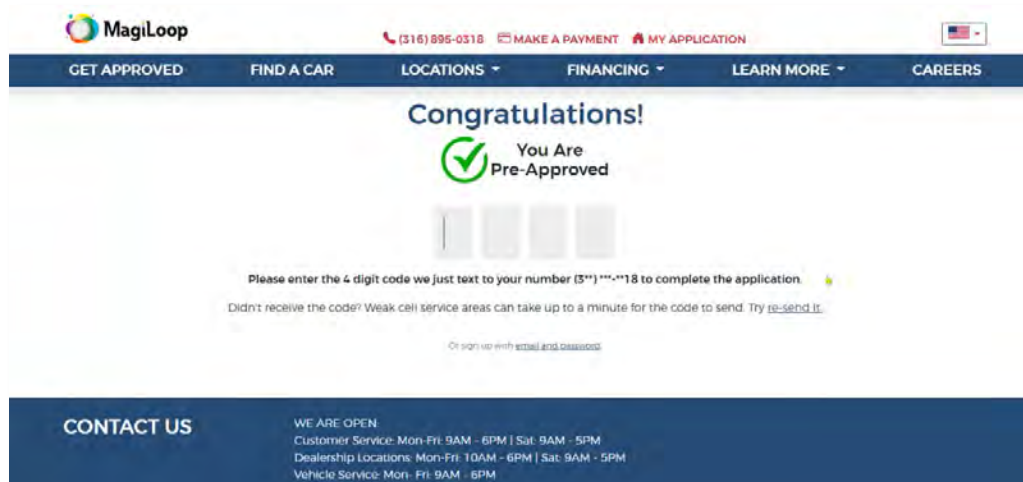 MagiLoop
(316) 895-0318 MAKE A PAYMENT MY APPLICATION
GET APPROVED FIND A CAR LOCATIONS FINANCING LEARN MORE CAREERS
Congratulations!
You Are
Pre-Approved
Please enter the 4 digit code we just text to your number (3**) ***-**18 to complete the application.
Didn't receive the code? Weak cell service areas can take up to a minute for the code to send. Try re-send it.
Or sign up with email and password
CONTACT US
WE ARE OPEN
Customer Service: Mon-Fri: 9AM - 6PM | Sat: 9AM - 5PM
Dealership Locations: Mon-Fri: 10AM - 6PM | Sat: 9AM - 5PM
Vehicle Service: Mon- Fri: 9AM - 6PM